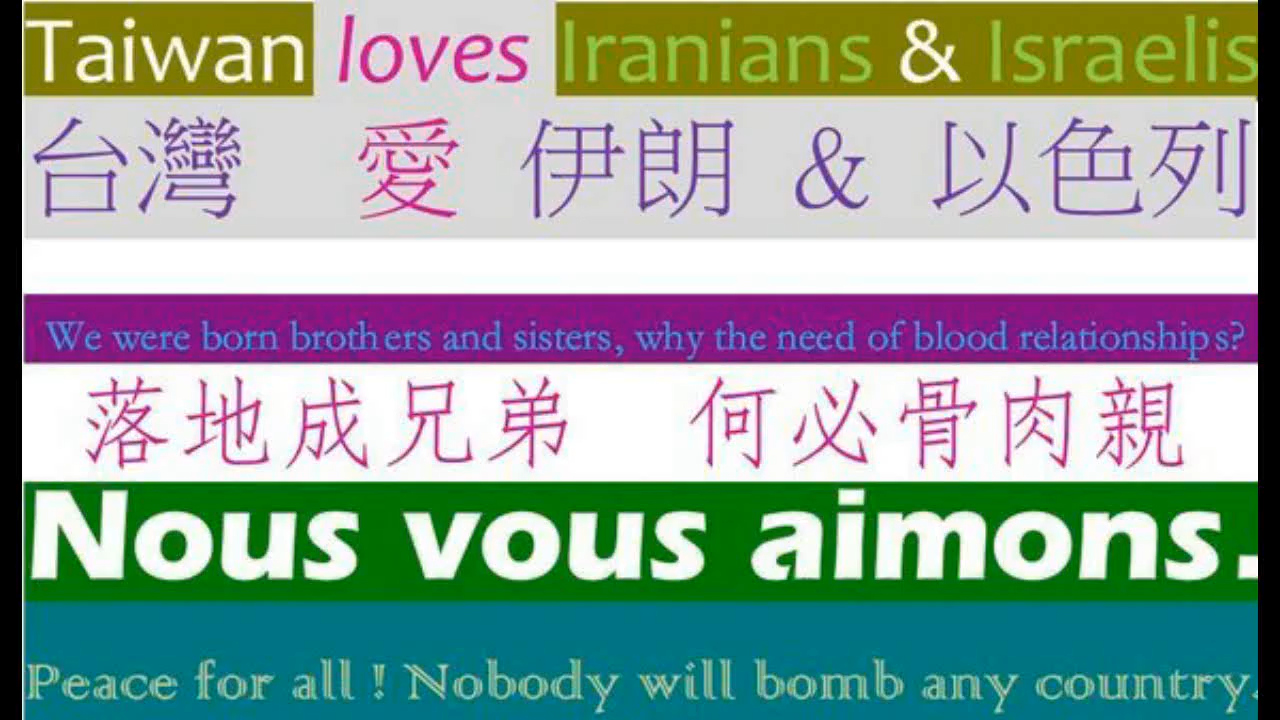 Taiwan loves Iranians & Israelis
台灣 愛 伊朗 & 以色列
We were born brothers and sisters, why the need of blood relationships?
落地成兄弟 何必骨肉親
Nous vous aimons.
Peace for all ! Nobody will bomb any country.